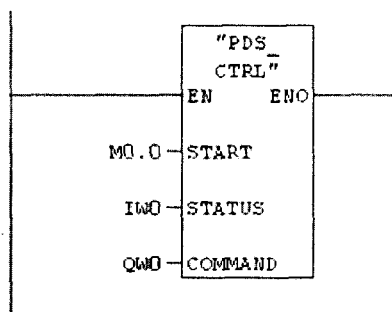 "PDS_
CTRL"
EN ENO
M0.0 START
IW0 STATUS
QW0 COMMAND